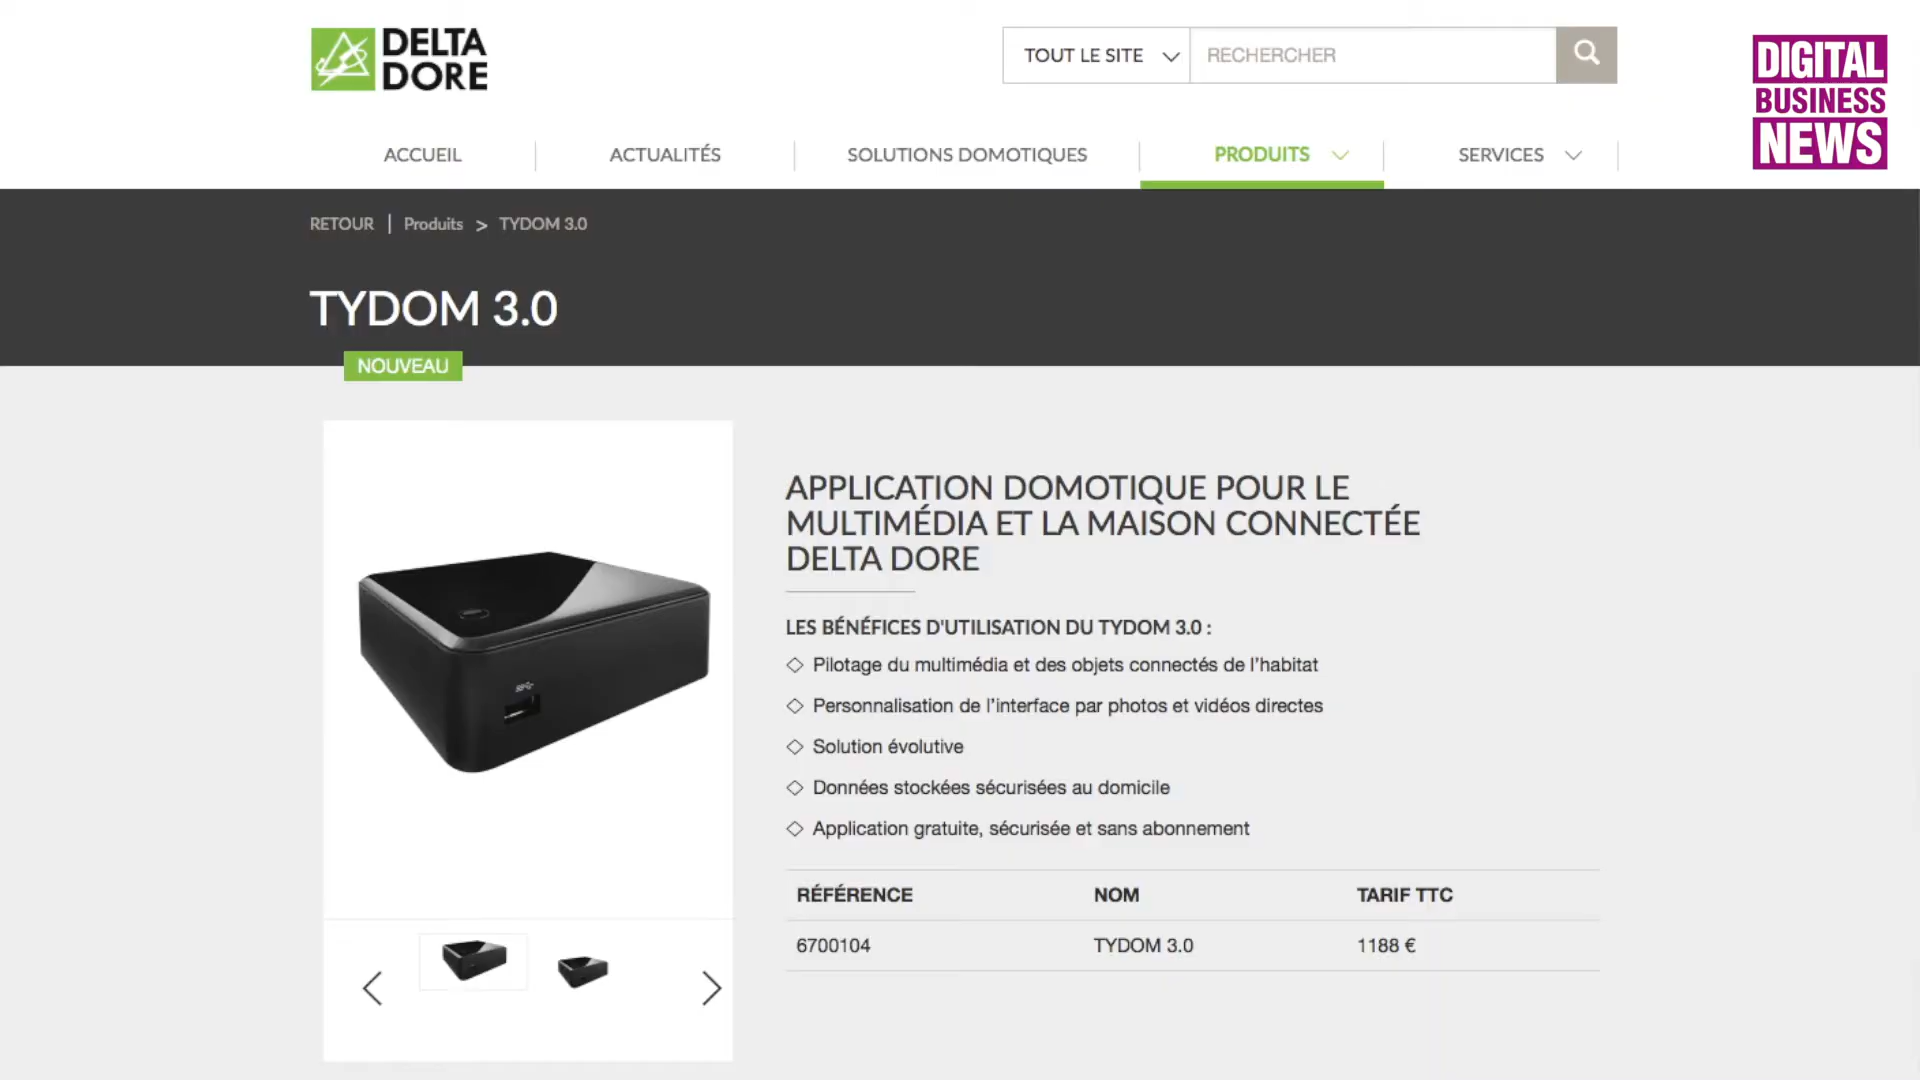 DELTA
DORE
TOUT LE SITE
RECHERCHER
DIGITAL
BUSINESS
NEWS
ACCUEIL
ACTUALITÉS
SOLUTIONS DOMOTIQUES
PRODUITS
SERVICES
RETOUR | Produits > TYDOM 3.0
TYDOM 3.0
NOUVEAU
APPLICATION DOMOTIQUE POUR LE
MULTIMÉDIA ET LA MAISON CONNECTÉE
DELTA DORE
LES BÉNÉFICES D'UTILISATION DU TYDOM 3.0 :
◇ Pilotage du multimédia et des objets connectés de l’habitat
◇ Personnalisation de l’interface par photos et vidéos directes
◇ Solution évolutive
◇ Données stockées sécurisées au domicile
◇ Application gratuite, sécurisée et sans abonnement
RÉFÉRENCE NOM TARIF TTC
6700104 TYDOM 3.0 1188 €